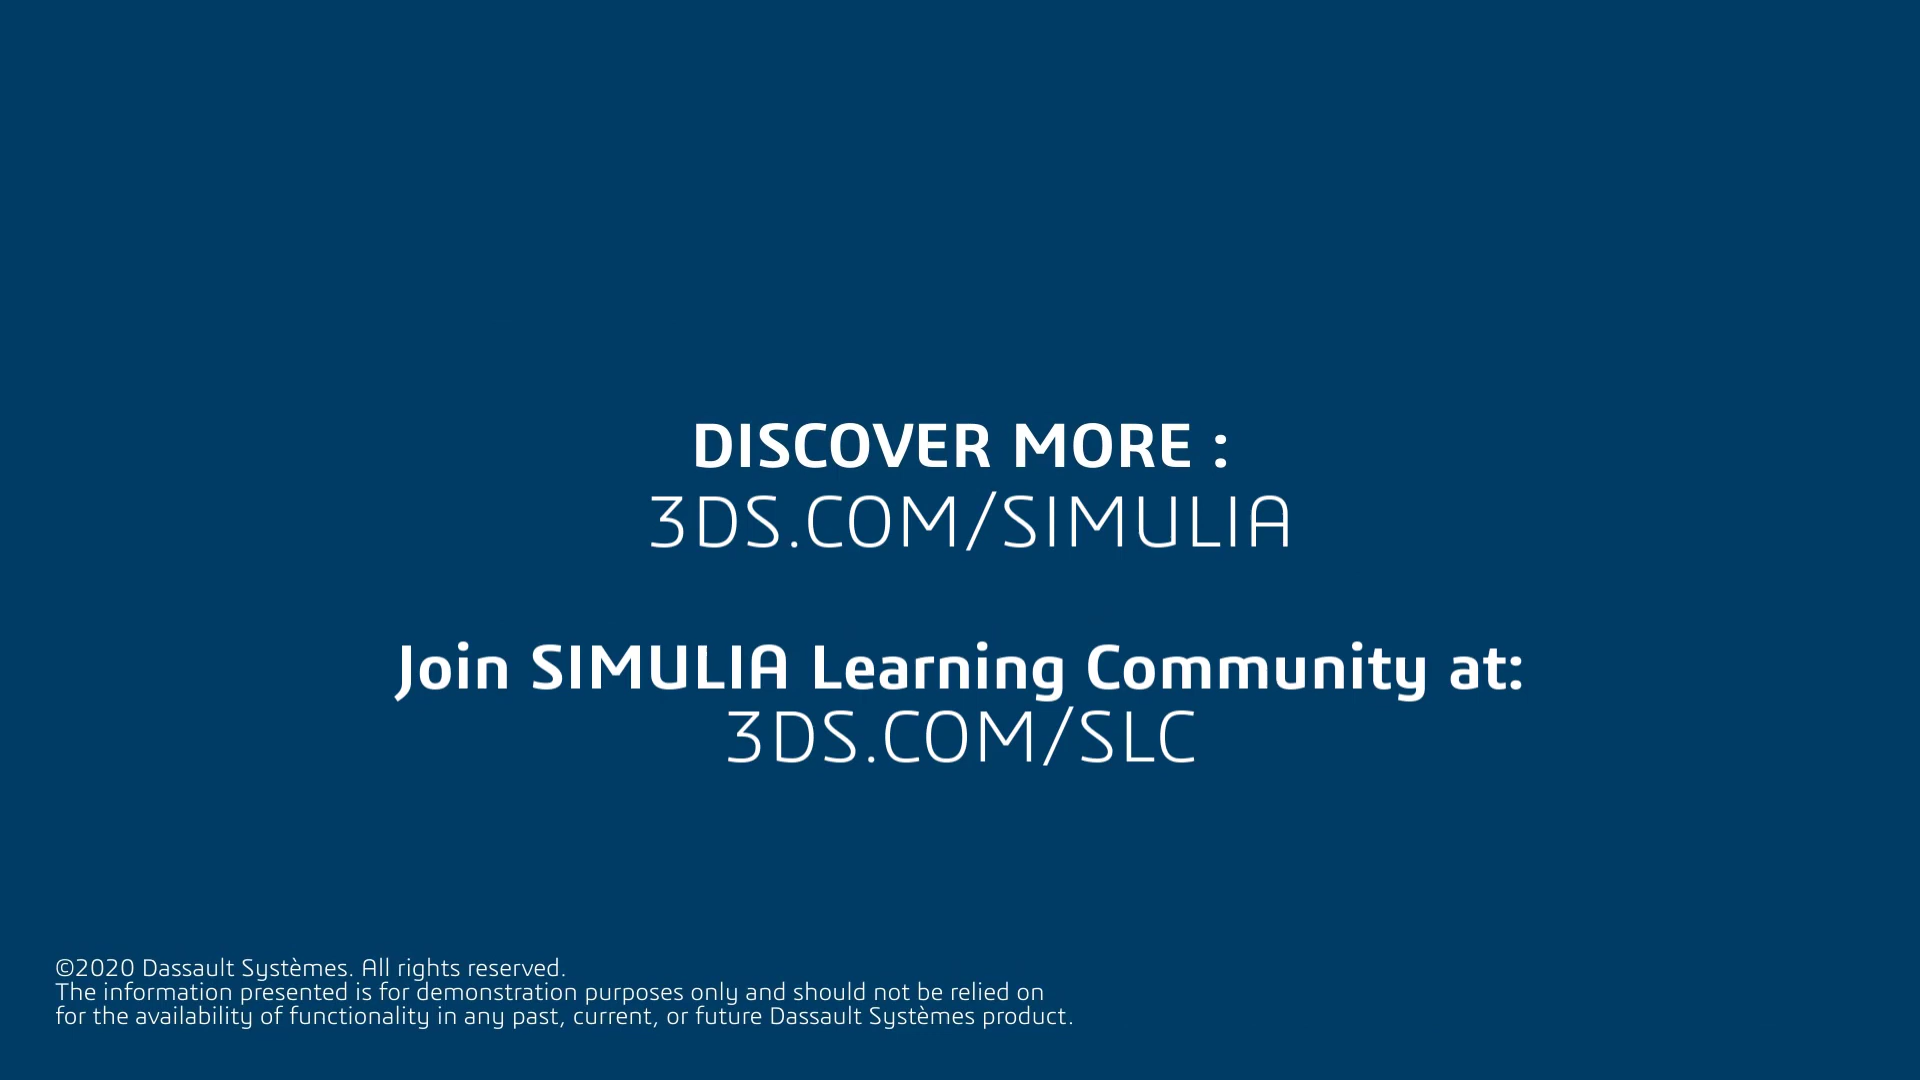 DISCOVER MORE :
3DS.COM/SIMULIA
Join SIMULIA Learning Community at:
3DS.COM/SLC
©2020 Dassault Systèmes. All rights reserved.
The information presented is for demonstration purposes only and should not be relied on
for the availability of functionality in any past, current, or future Dassault Systèmes product.